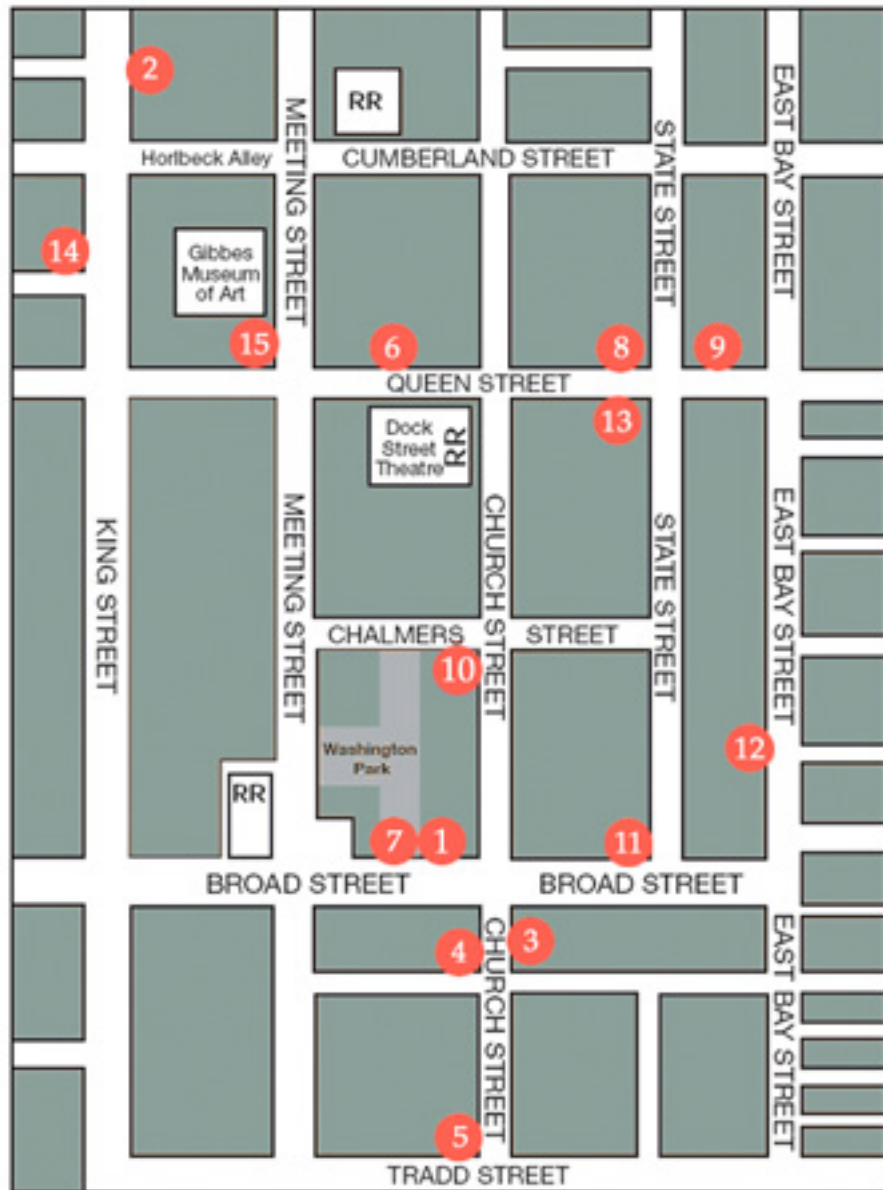 2
RR
MEETING STREET
STATE STREET
EAST BAY STREET
Horlbeck Alley
CUMBERLAND STREET
14
Gibbes
Museum
of Art
15
6
8
9
QUEEN STREET
Dock
Street
Theatre
RR
13
KING STREET
MEETING STREET
CHURCH STREET
STATE STREET
EAST BAY STREET
CHALMERS STREET
10
Washington
Park
12
RR
7
1
11
BROAD STREET
BROAD STREET
4
3
CHURCH STREET
EAST BAY STREET
5
TRADD STREET